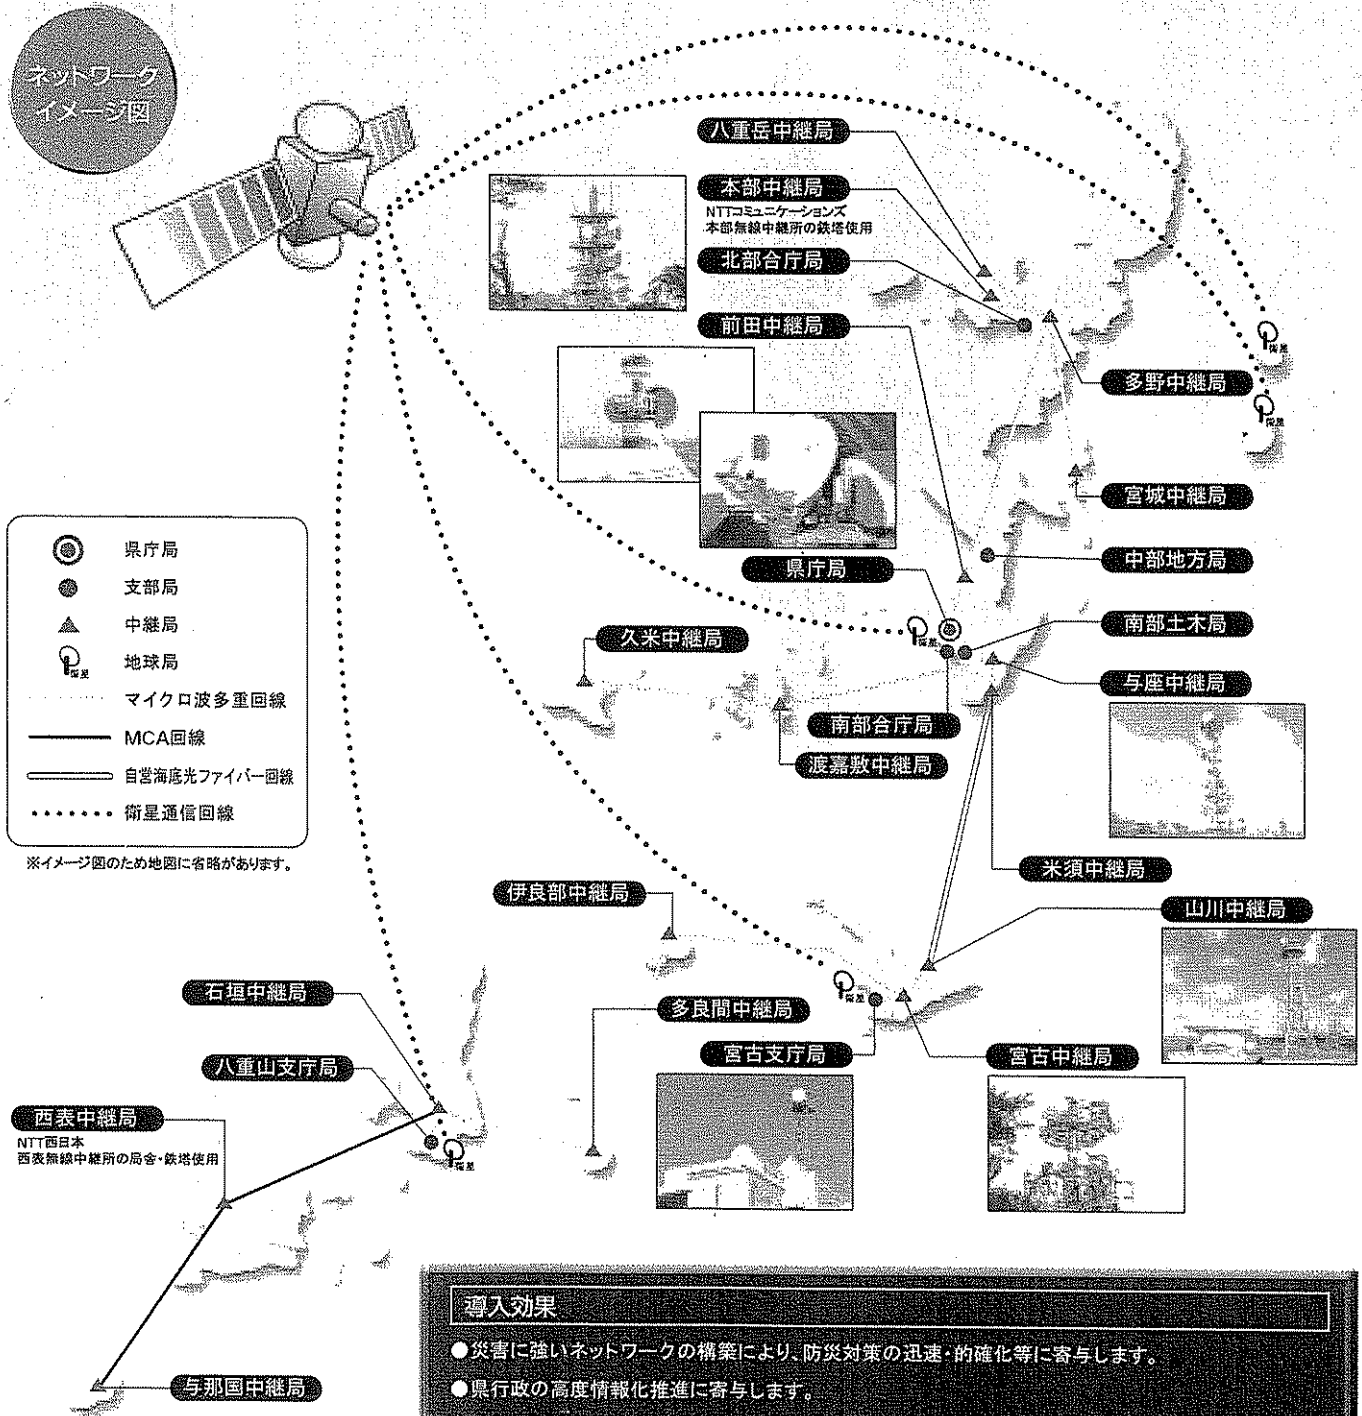 ネットワーク
イメージ図
八重岳中継局
本部中継局
NTTコミュニケーションズ
本部無線中継所の鉄塔使用
北部合庁局
前田中継局
衛星
多野中継局
衛星
宮城中継局
県庁局
支部局
中継局
地球局
衛星
マイクロ波多重回線
MCA回線
自営海底光ファイバー回線
衛星通信回線
※イメージ図のため地図に省略があります。
中部地方局
県庁局
南部土木局
久米中継局
衛星
与座中継局
南部合庁局
渡嘉敷中継局
米須中継局
伊良部中継局
山川中継局
石垣中継局
衛星
多良間中継局
宮古支庁局
宮古中継局
八重山支庁局
西表中継局
NTT西日本
西表無線中継所の局舎・鉄塔使用
衛星
与那国中継局
導入効果
●災害に強いネットワークの構築により、防災対策の迅速・的確化等に寄与します。
●県行政の高度情報化推進に寄与します。